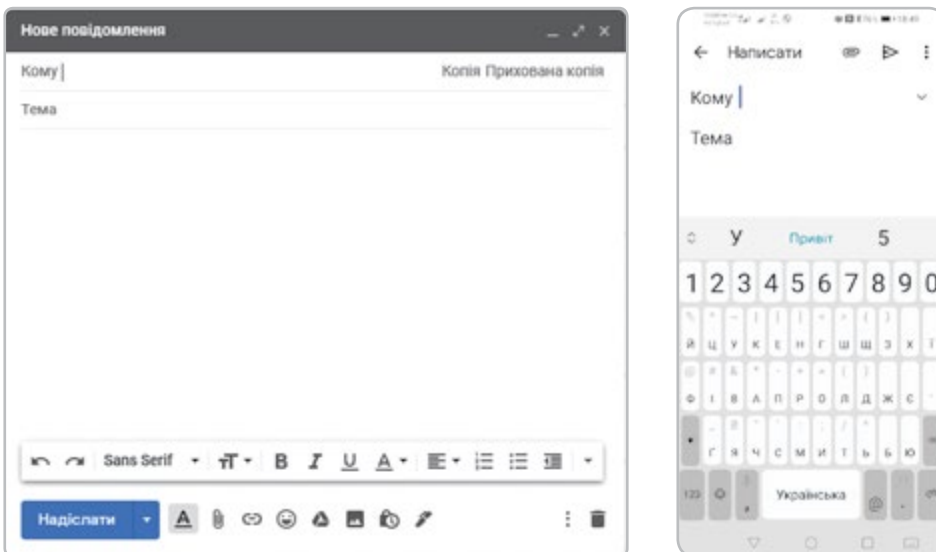 Нове повідомлення
Кому
Копія Прихована копія
Тема
Sans Serif
B I U A
Надіслати
A
Написати
Кому
Тема
У Привіт 5
1 2 3 4 5 6 7 8 9 0
й ц у к е н г ш щ з х ї
ф і в а п р о л д ж є
ґ я ч с м и т ь б ю
123 , Українська @ .